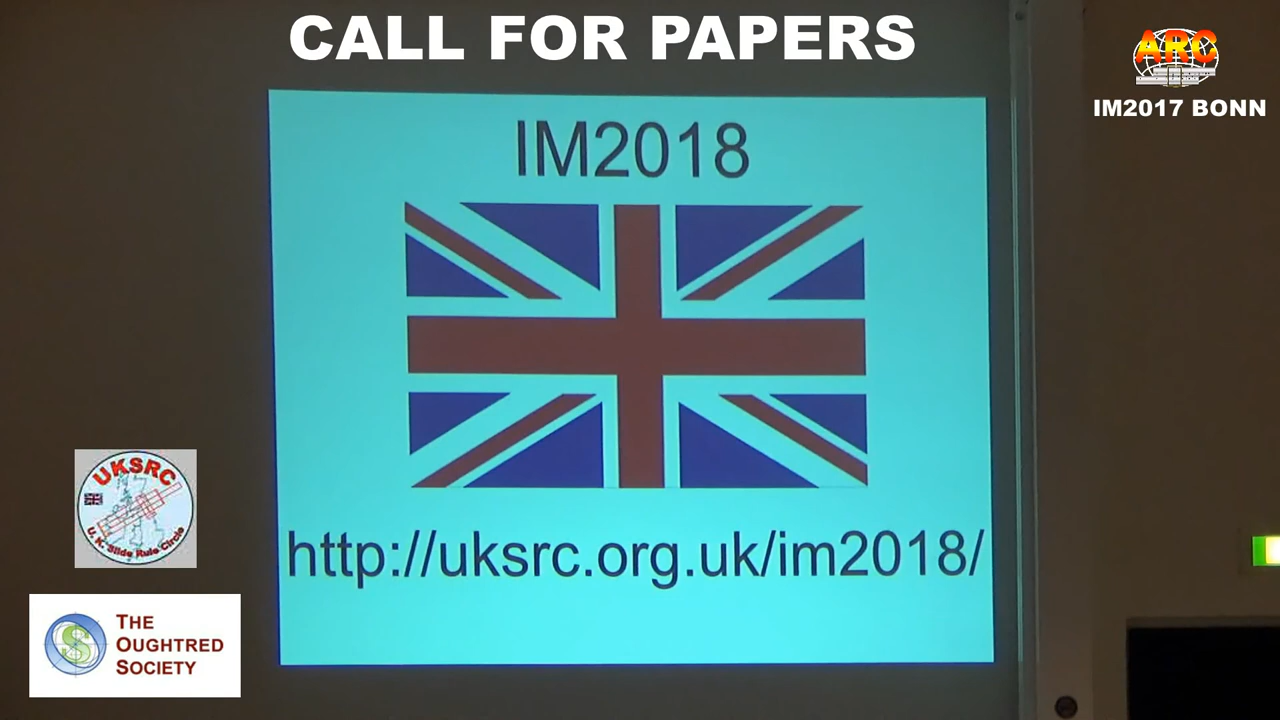 CALL FOR PAPERS
ARC
IM2017 BONN
IM2018
http://uksrc.org.uk/im2018/
UKSRC
U.K. Slide Rule Circle
THE
OUGHTRED
SOCIETY